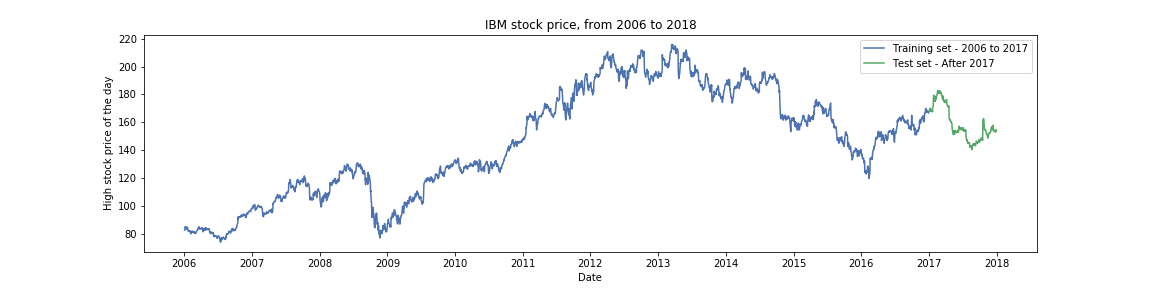 IBM stock price, from 2006 to 2018
Training set - 2006 to 2017
Test set - After 2017
High stock price of the day
220
200
180
160
140
120
100
80
2006 2007 2008 2009 2010 2011 2012 2013 2014 2015 2016 2017 2018
Date